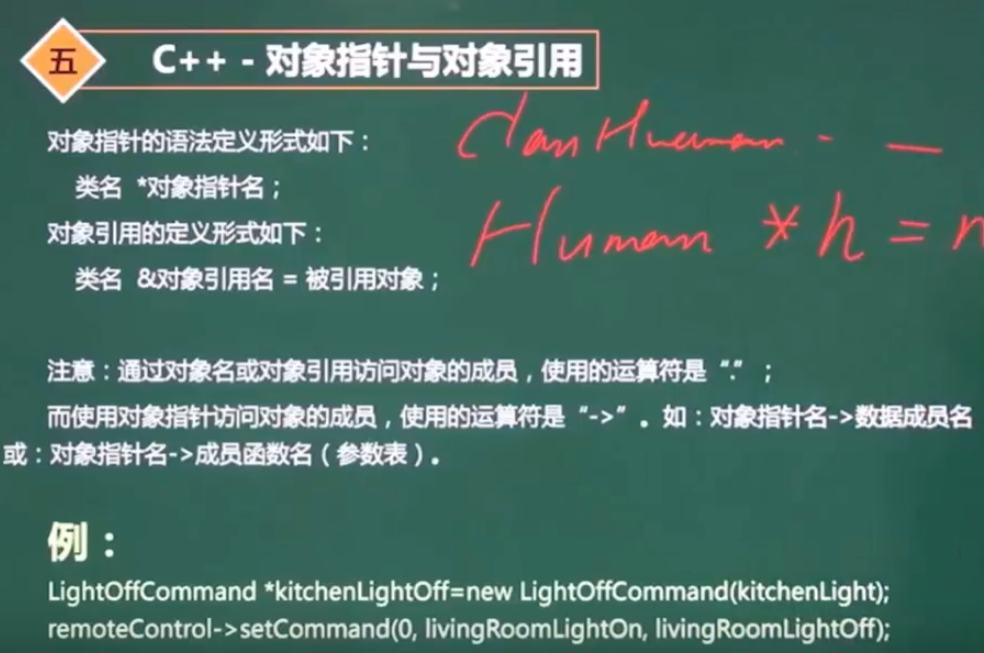 五
C++ - 对象指针与对象引用
对象指针的语法定义形式如下：
类名 *对象指针名；
对象引用的定义形式如下：
类名 &对象引用名 = 被引用对象；
class Human
Human *h = n
注意：通过对象名或对象引用访问对象的成员，使用的运算符是 “.” ；
而使用对象指针访问对象的成员，使用的运算符是 “->” 。如：对象指针名->数据成员名
或：对象指针名->成员函数名（参数表）。
例：
LightOffCommand *kitchenLightOff=new LightOffCommand(kitchenLight);
remoteControl->setCommand(0, livingRoomLightOn, livingRoomLightOff);